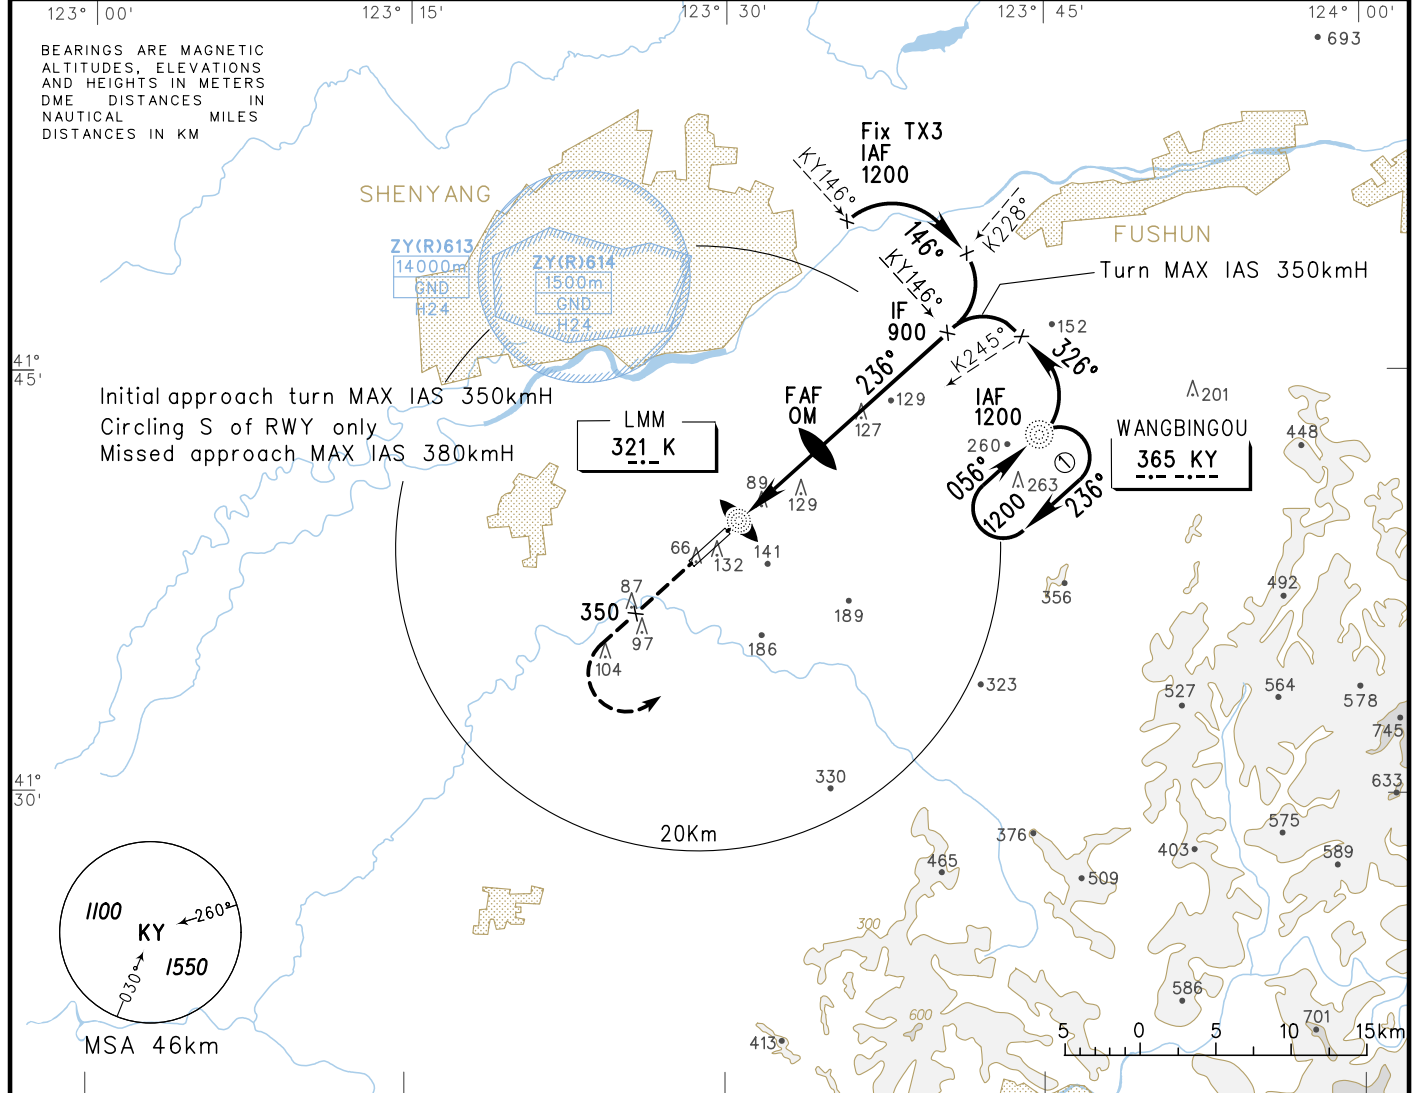 123° 00'
123° 15'
123° 30'
123° 45'
124° 00'
BEARINGS ARE MAGNETIC
ALTITUDES, ELEVATIONS
AND HEIGHTS IN METERS
DME DISTANCES IN
NAUTICAL MILES
DISTANCES IN KM
693
Fix TX3
IAF
1200
KY146°
SHENYANG
K228°
146°
FUSHUN
ZY(R)613
14000m
GND
H24
ZY(R)614
1500m
GND
H24
KY146°
Turn MAX IAS 350kmH
IF
900
152
K245°
326°
41°
45'
236°
Initial approach turn MAX IAS 350kmH
Circling S of RWY only
Missed approach MAX IAS 380kmH
FAF
OM
129
127
201
IAF
1200
LMM
321 K
WANGBINGOU
365 KY
448
260
1
056°
263
236°
1200
89
129
66
132
141
87
350
97
104
189
186
356
492
323
527
564
578
745
41°
30'
330
633
20Km
376
575
403
589
465
509
1100
KY
260°
1550
030°
MSA 46km
300
600
586
413
701
5
0
5
10
15km